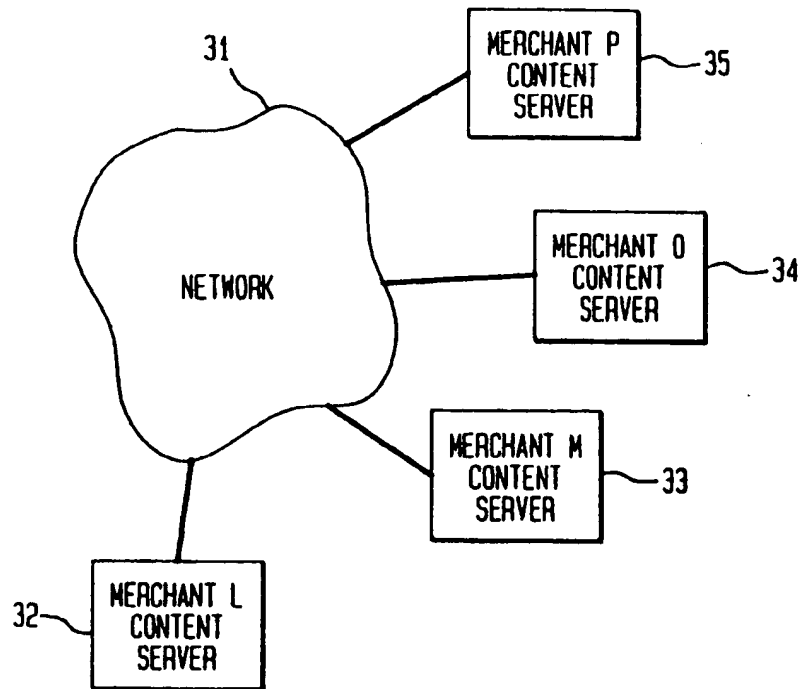 31
MERCHANT P
CONTENT
SERVER
35
NETWORK
MERCHANT O
CONTENT
SERVER
34
MERCHANT M
CONTENT
SERVER
33
32
MERCHANT L
CONTENT
SERVER